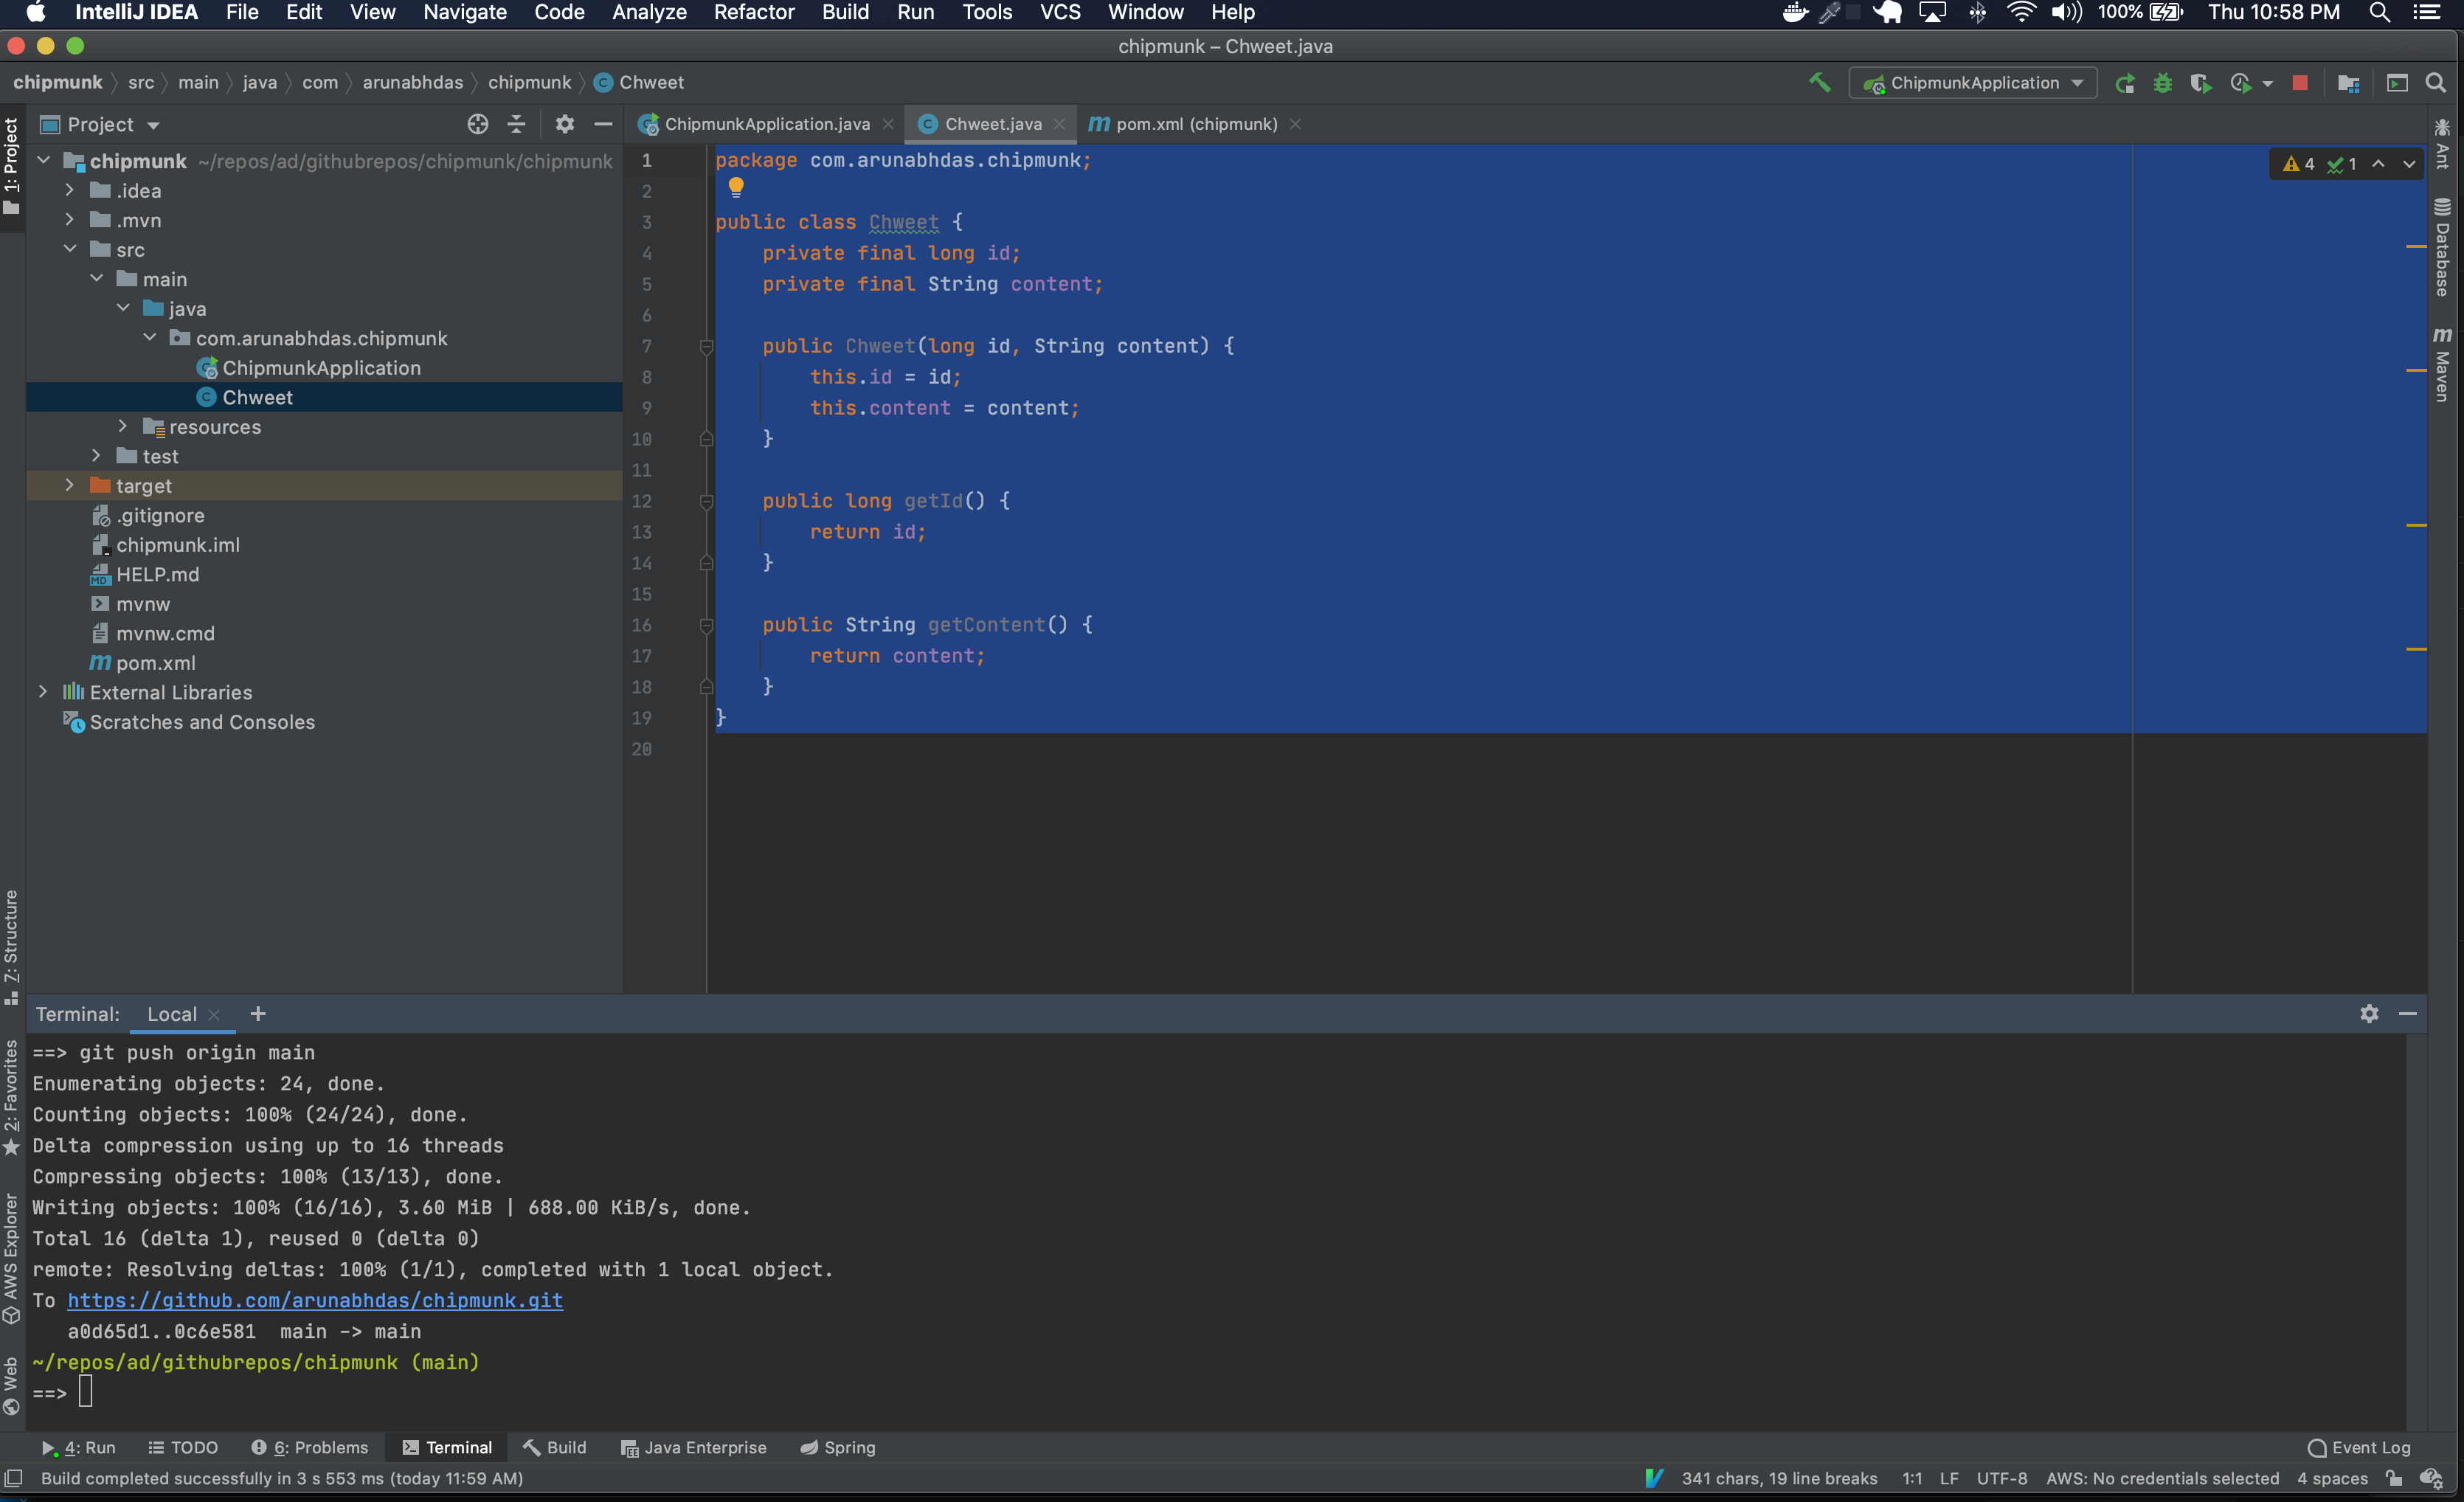 IntelliJ IDEA File Edit View Navigate Code Analyze Refactor Build Run Tools VCS Window Help 100% Thu 10:58 PM
chipmunk – Chweet.java
chipmunk src main java com arunabhdas chipmunk Chweet ChipmunkApplication
1: Project
Z: Structure
2: Favorites
AWS Explorer
Web
Project
chipmunk ~/repos/ad/githubrepos/chipmunk/chipmunk
.idea
.mvn
src
main
java
com.arunabhdas.chipmunk
ChipmunkApplication
Chweet
resources
test
target
.gitignore
chipmunk.iml
HELP.md
mvnw
mvnw.cmd
pom.xml
External Libraries
Scratches and Consoles
ChipmunkApplication.java Chweet.java pom.xml (chipmunk)
4 1
1 package com.arunabhdas.chipmunk;
2
3 public class Chweet {
4 private final long id;
5 private final String content;
6
7 public Chweet(long id, String content) {
8 this.id = id;
9 this.content = content;
10 }
11
12 public long getId() {
13 return id;
14 }
15
16 public String getContent() {
17 return content;
18 }
19 }
20
Ant
Database
Maven
Terminal: Local
==> git push origin main
Enumerating objects: 24, done.
Counting objects: 100% (24/24), done.
Delta compression using up to 16 threads
Compressing objects: 100% (13/13), done.
Writing objects: 100% (16/16), 3.60 MiB | 688.00 KiB/s, done.
Total 16 (delta 1), reused 0 (delta 0)
remote: Resolving deltas: 100% (1/1), completed with 1 local object.
To https://github.com/arunabhdas/chipmunk.git
a0d65d1..0c6e581 main -> main
~/repos/ad/githubrepos/chipmunk (main)
==>
4: Run TODO 6: Problems Terminal Build Java Enterprise Spring Event Log
Build completed successfully in 3 s 553 ms (today 11:59 AM) 341 chars, 19 line breaks 1:1 LF UTF-8 AWS: No credentials selected 4 spaces